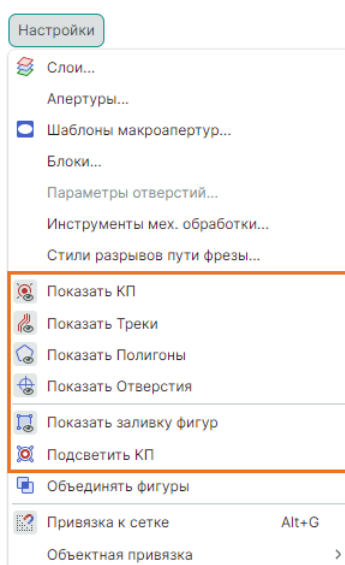 Настройки
Слои...
Апертуры...
Шаблоны макроапертур...
Блоки...
Параметры отверстий...
Инструменты мех. обработки...
Стили разрывов пути фрезы...
Показать КП
Показать Треки
Показать Полигоны
Показать Отверстия
Показать заливку фигур
Подсветить КП
Объединять фигуры
Привязка к сетке Alt+G
Объектная привязка